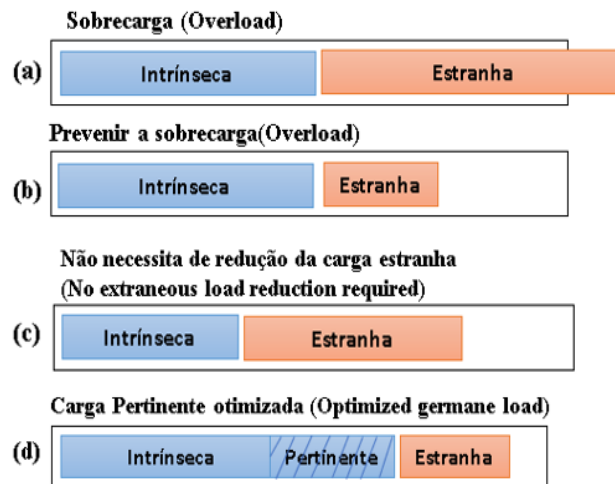 Sobrecarga (Overload)
(a) Intrínseca Estranha
Prevenir a sobrecarga(Overload)
(b) Intrínseca Estranha
Não necessita de redução da carga estranha
(No extraneous load reduction required)
(c) Intrínseca Estranha
Carga Pertinente otimizada (Optimized germane load)
(d) Intrínseca Pertinente Estranha